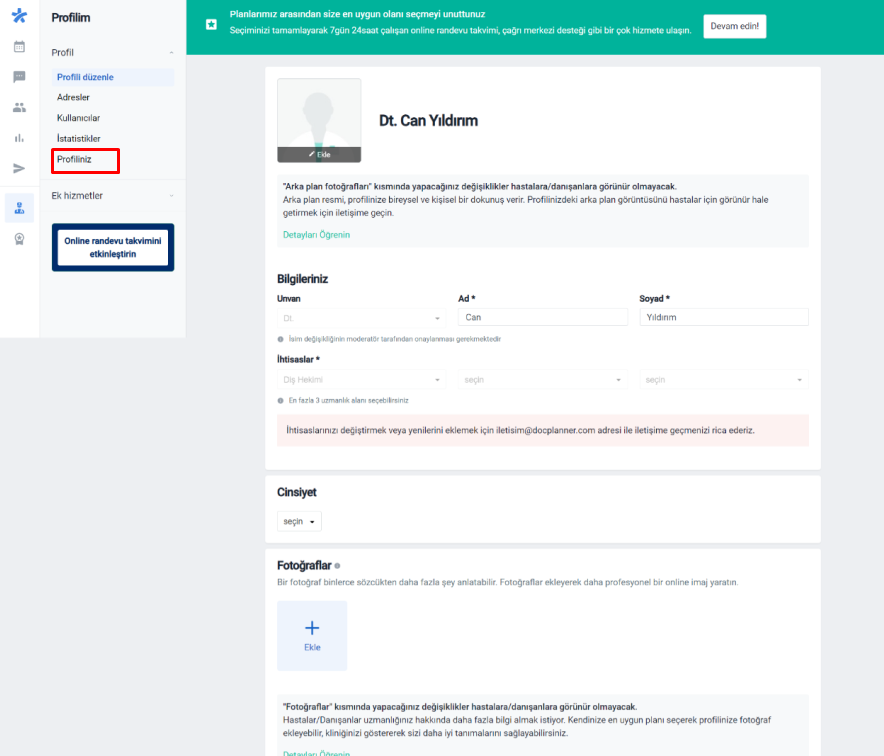 Profilim
Profil
Profili düzenle
Adresler
Kullanıcılar
İstatistikler
Profiliniz
Ek hizmetler
Online randevu takvimini
etkinleştirin
Planlarımız arasından size en uygun olanı seçmeyi unuttunuz
Seçiminizi tamamlayarak 7gün 24saat çalışan online randevu takvimi, çağrı merkezi desteği gibi bir çok hizmete ulaşın.
Devam edin!
Ekle
Dt. Can Yıldırım
"Arka plan fotoğrafları" kısmında yapacağınız değişiklikler hastalara/danışanlara görünür olmayacak.
Arka plan resmi, profilinize bireysel ve kişisel bir dokunuş verir. Profilinizdeki arka plan görüntüsünü hastalar için görünür hale
getirmek için iletişime geçin.
Detayları Öğrenin
Bilgileriniz
Unvan Ad * Soyad *
Dt. Can Yıldırım
İsim değişikliğinin moderatör tarafından onaylanması gerekmektedir
İhtisaslar *
Diş Hekimi seçin seçin
En fazla 3 uzmanlık alanı seçebilirsiniz
İhtisaslarınızı değiştirmek veya yenilerini eklemek için iletisim@docplanner.com adresi ile iletişime geçmenizi rica ederiz.
Cinsiyet
seçin
Fotoğraflar
Bir fotoğraf binlerce sözcükten daha fazla şey anlatabilir. Fotoğraflar ekleyerek daha profesyonel bir online imaj yaratın.
Ekle
"Fotoğraflar" kısmında yapacağınız değişiklikler hastalara/danışanlara görünür olmayacak.
Hastalar/Danışanlar uzmanlığınız hakkında daha fazla bilgi almak istiyor. Kendinize en uygun planı seçerek profilinize fotoğraf
ekleyebilir, kliniğinizi göstererek sizi daha iyi tanımalarını sağlayabilirsiniz.
Detayları Öğrenin